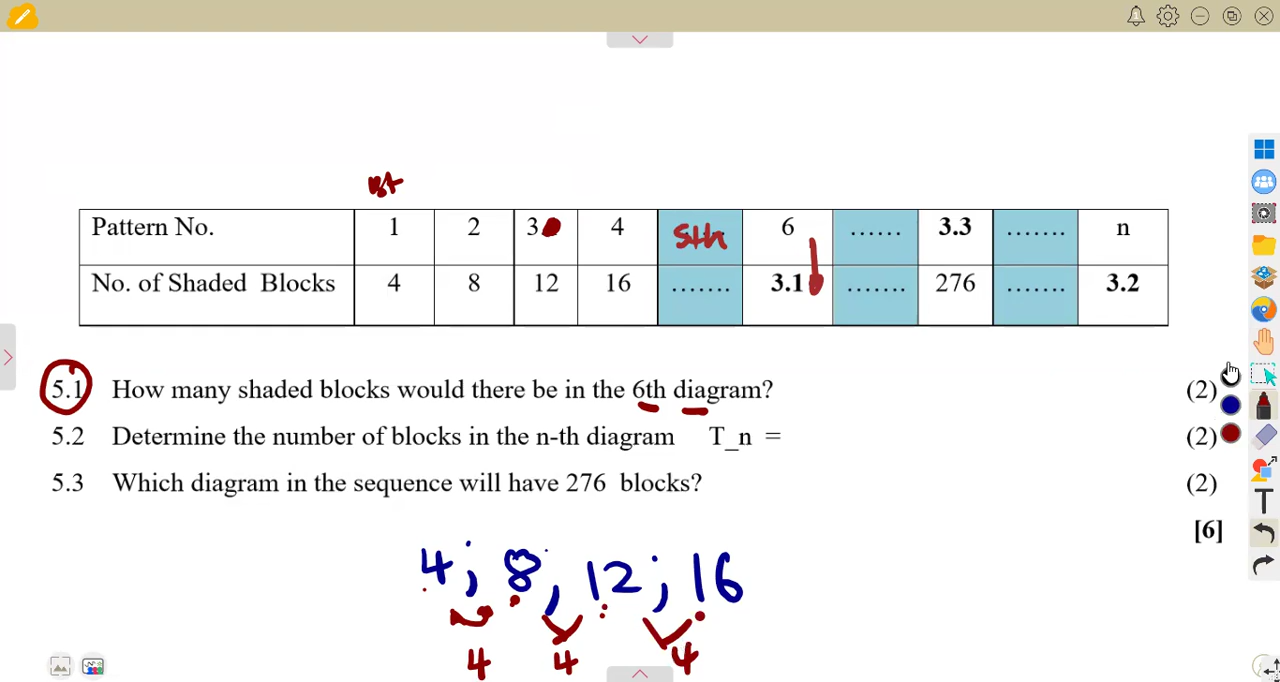 1st
Pattern No. 1 2 3 4 5th 6 ...... 3.3 ....... n
No. of Shaded Blocks 4 8 12 16 ....... 3.1 ....... 276 ....... 3.2
5.1 How many shaded blocks would there be in the 6th diagram? (2)
5.2 Determine the number of blocks in the n-th diagram T_n = (2)
5.3 Which diagram in the sequence will have 276 blocks? (2)
[6]
4; 8, 12; 16
4 4 4